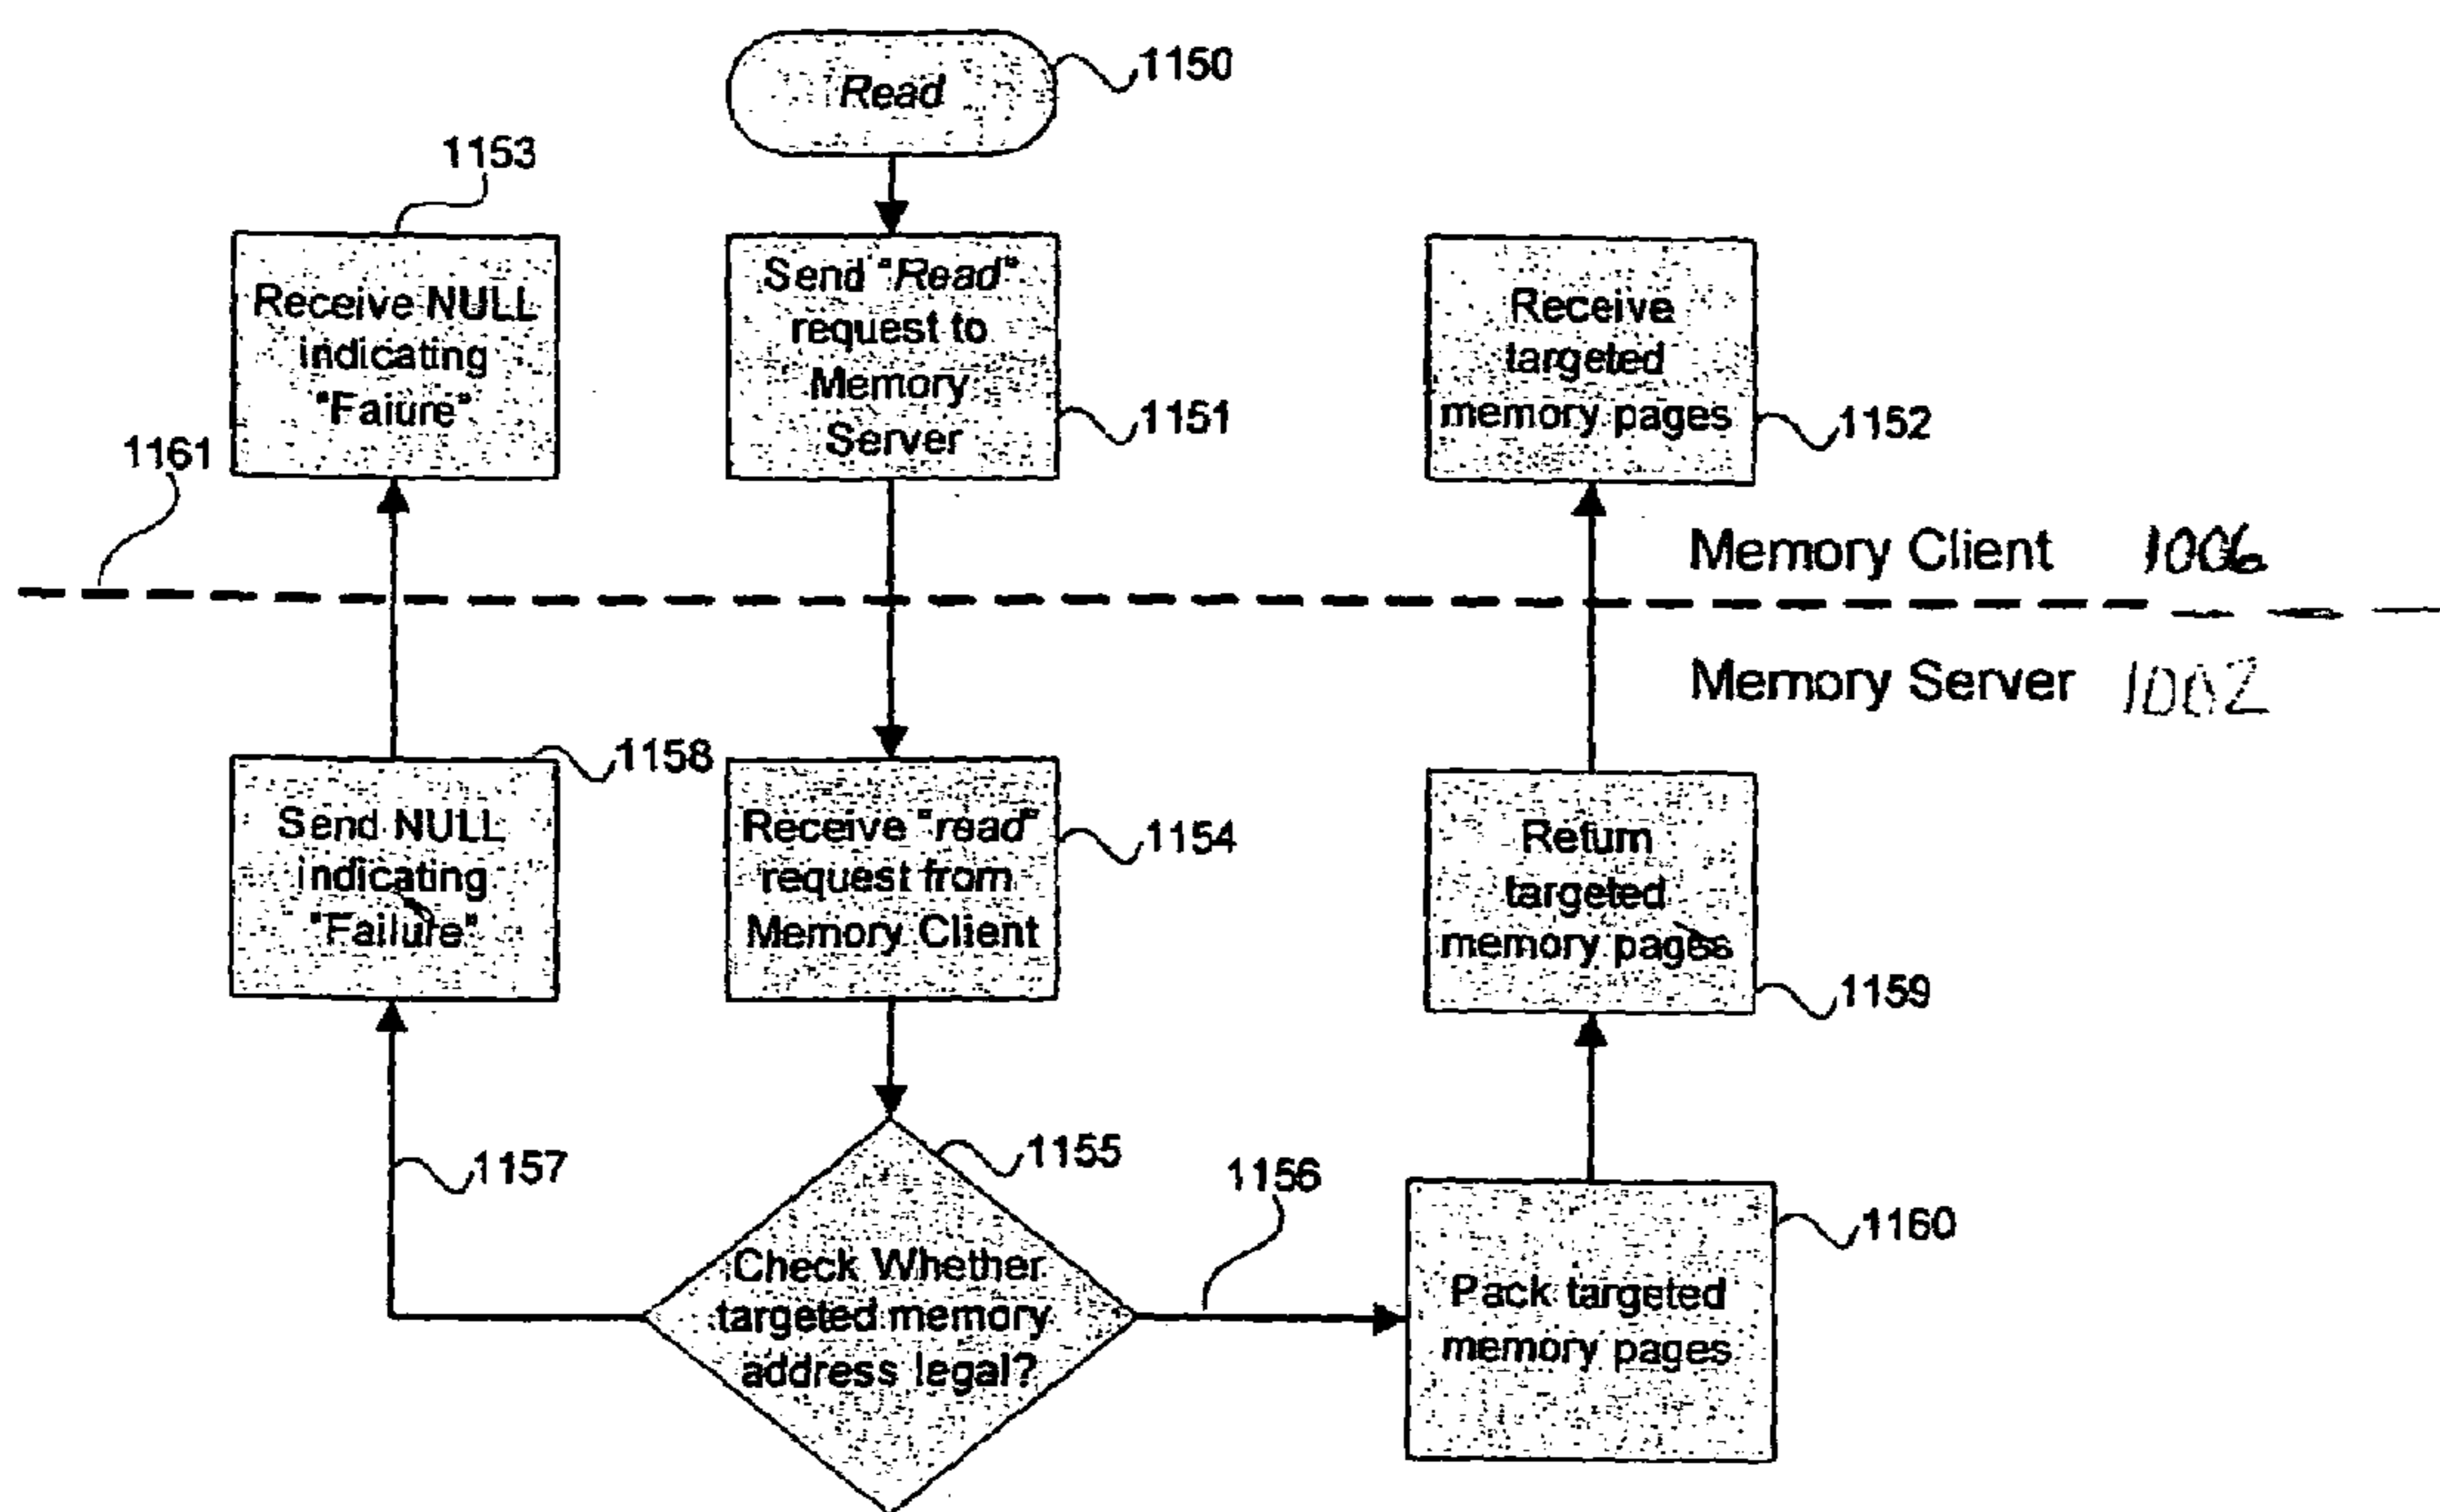 Read
1150
1153
Receive NULL
indicating
"Faiure"
Send "Read"
request to
Memory
Server
1151
Receive
targeted
memory pages
1152
1161
Memory Client 1006
Memory Server 1002
1158
Send NULL
indicating
"Failure"
Receive "read"
request from
Memory Client
1154
Return
targeted
memory pages
1159
1157
1155
Check Whether
targeted memory
address legal?
1156
1160
Pack targeted
memory pages